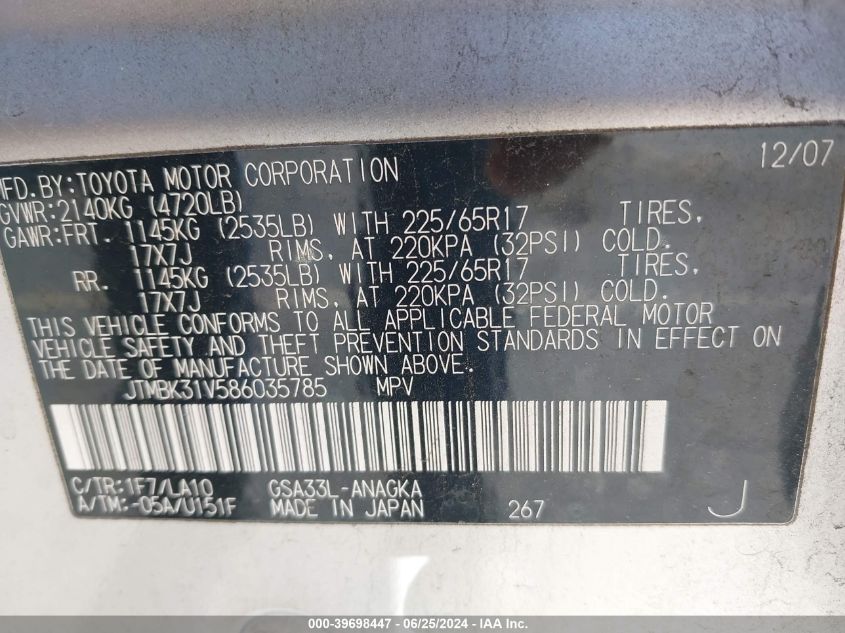 MFD. BY: TOYOTA MOTOR CORPORATION 12/07
GVWR: 2140KG (4720LB)
GAWR: FRT. 1145KG (2535LB) WITH 225/65R17 TIRES,
17X7J RIMS, AT 220KPA (32PSI) COLD.
RR. 1145KG (2535LB) WITH 225/65R17 TIRES,
17X7J RIMS, AT 220KPA (32PSI) COLD.
THIS VEHICLE CONFORMS TO ALL APPLICABLE FEDERAL MOTOR
VEHICLE SAFETY AND THEFT PREVENTION STANDARDS IN EFFECT ON
THE DATE OF MANUFACTURE SHOWN ABOVE.
JTMBK31V586035785 MPV
C/TR: 1F7/LA10 GSA33L-ANAGKA
A/TM: -05A/U151F MADE IN JAPAN 267 J
000-39698447 - 06/25/2024 - IAA Inc.